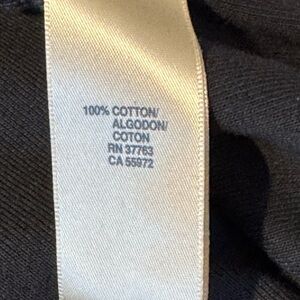 100% COTTON/
ALGODON/
COTON
RN 37763
CA 55972